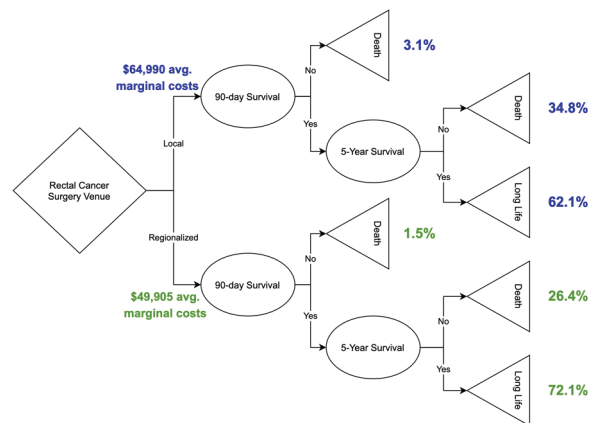 Death
3.1%
$64,990 avg.
marginal costs
No
90-day Survival
Yes
Death
34.8%
No
Local
5-Year Survival
Yes
Rectal Cancer
Surgery Venue
Long Life
62.1%
Death
1.5%
Regionalized
No
90-day Survival
$49,905 avg.
marginal costs
Yes
Death
26.4%
No
5-Year Survival
Yes
Long Life
72.1%